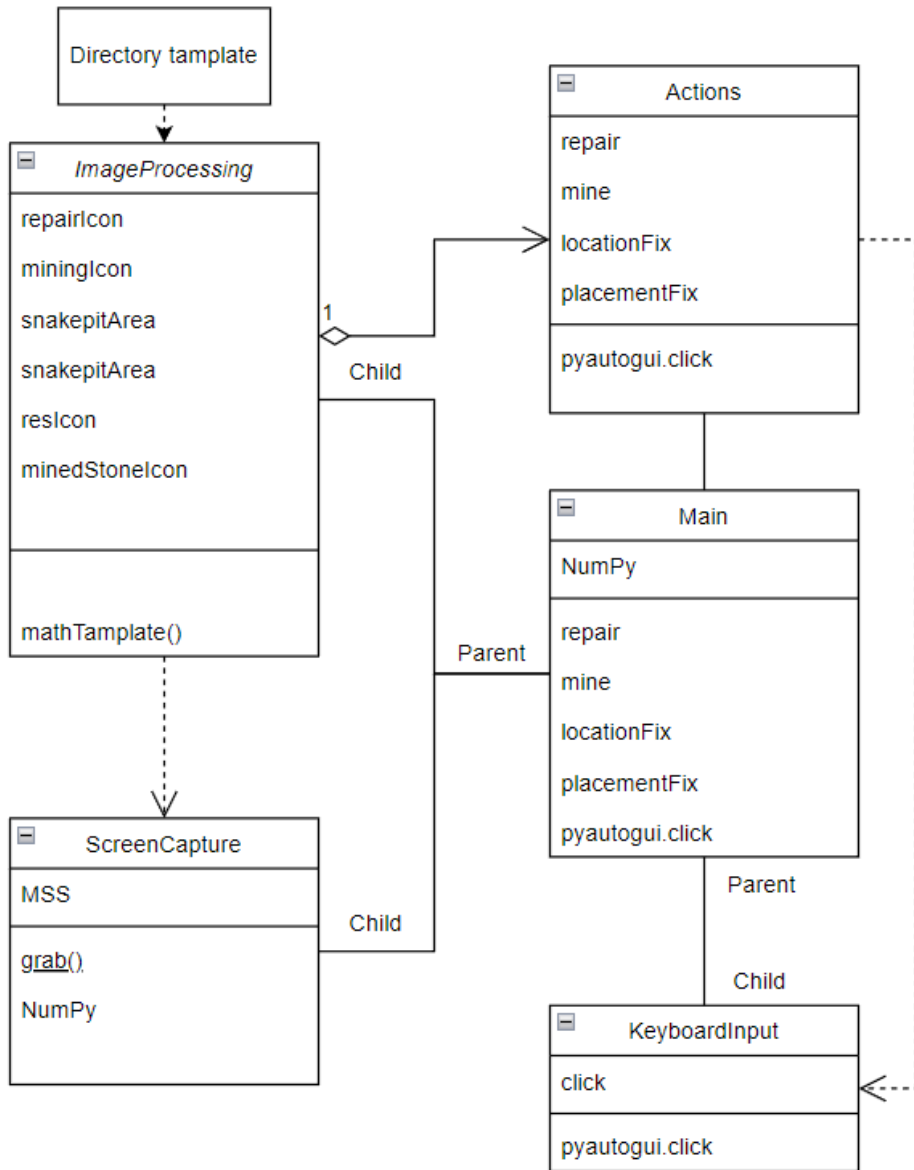 Directory tamplate
ImageProcessing
repairIcon
miningIcon
snakepitArea
snakepitArea
resIcon
minedStoneIcon
mathTamplate()
1
Child
Actions
repair
mine
locationFix
placementFix
pyautogui.click
Main
NumPy
repair
mine
locationFix
placementFix
pyautogui.click
Parent
ScreenCapture
MSS
grab()
NumPy
Child
Parent
Child
KeyboardInput
click
pyautogui.click